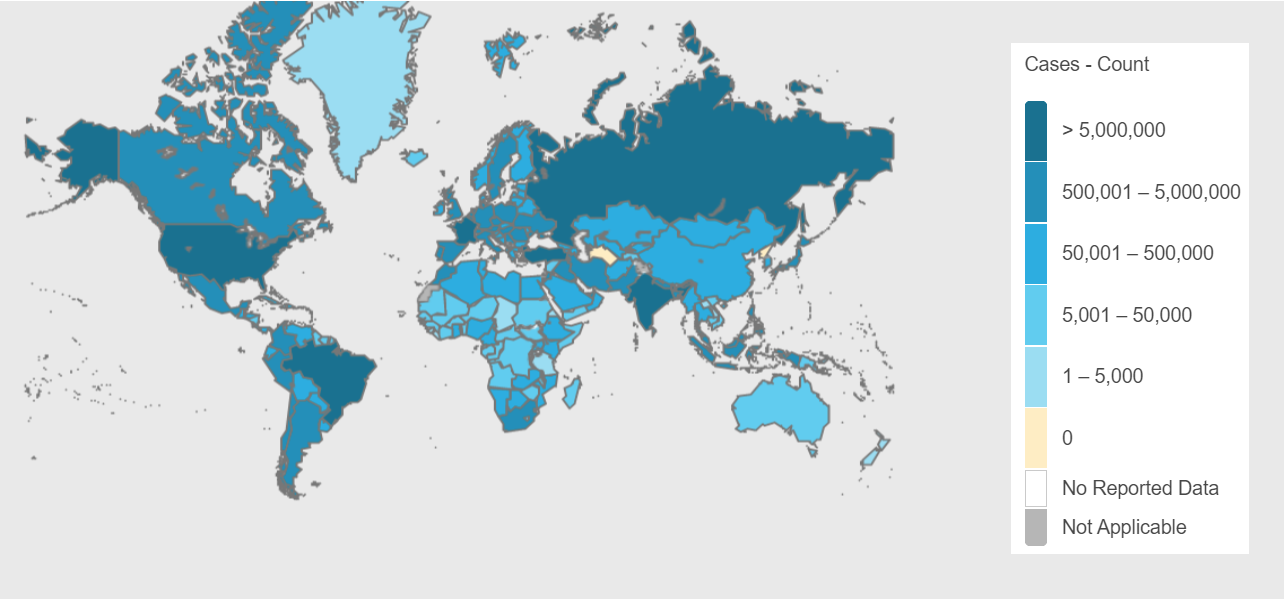 Cases - Count
> 5,000,000
500,001 – 5,000,000
50,001 – 500,000
5,001 – 50,000
1 – 5,000
0
No Reported Data
Not Applicable